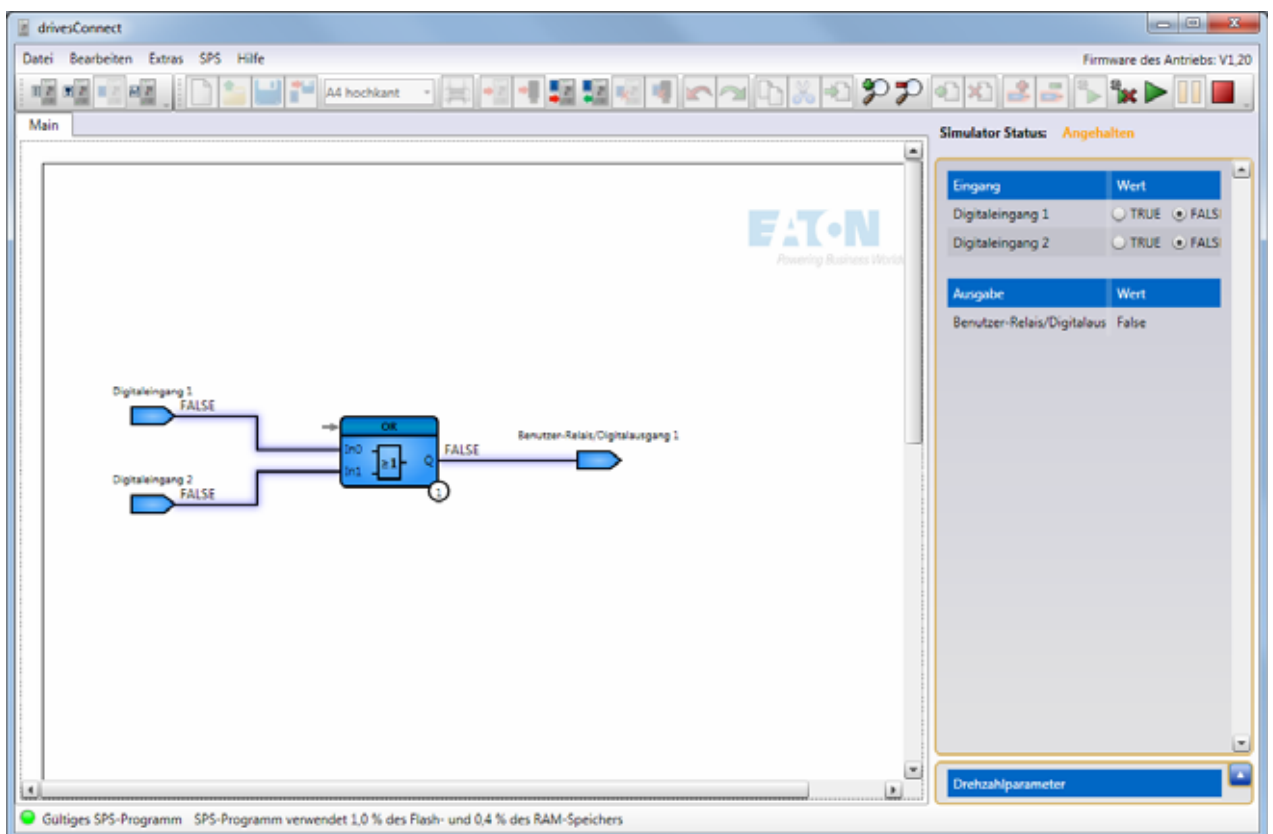 drivesConnect
Datei Bearbeiten Extras SPS Hilfe
Firmware des Antriebs: V1,20
A4 hochkant
Main
Simulator Status: Angehalten
EATON
Powering Business World
Eingang Wert
Digitaleingang 1 TRUE FALS
Digitaleingang 2 TRUE FALS
Ausgabe Wert
Benutzer-Relais/Digitalaus False
Digitaleingang 1
FALSE
OR
In0
≥1
In1
Q
1
FALSE
Benutzer-Relais/Digitalausgang 1
Digitaleingang 2
FALSE
Drehzahlparameter
Gültiges SPS-Programm SPS-Programm verwendet 1,0 % des Flash- und 0,4 % des RAM-Speichers